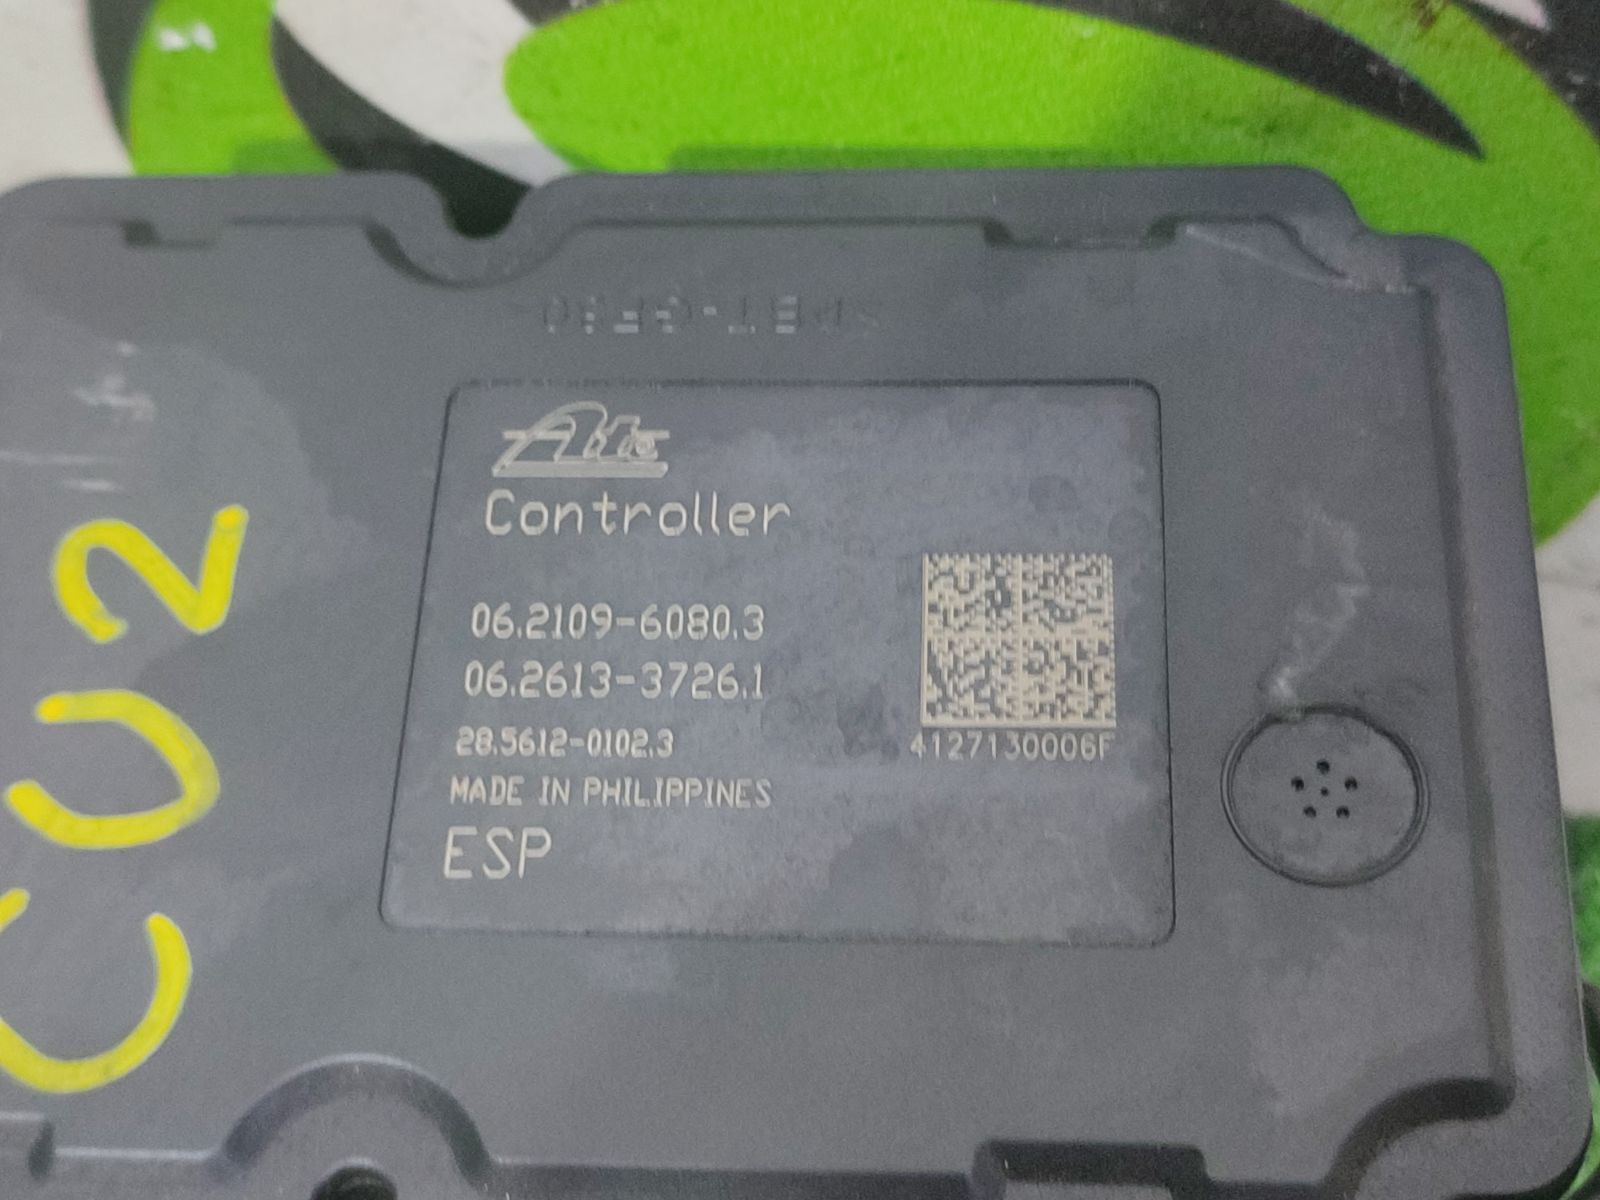 Ate
Controller
06.2109-6080.3
06.2613-3726.1
28.5612-0102.3
4127130006F
MADE IN PHILIPPINES
ESP
CU2